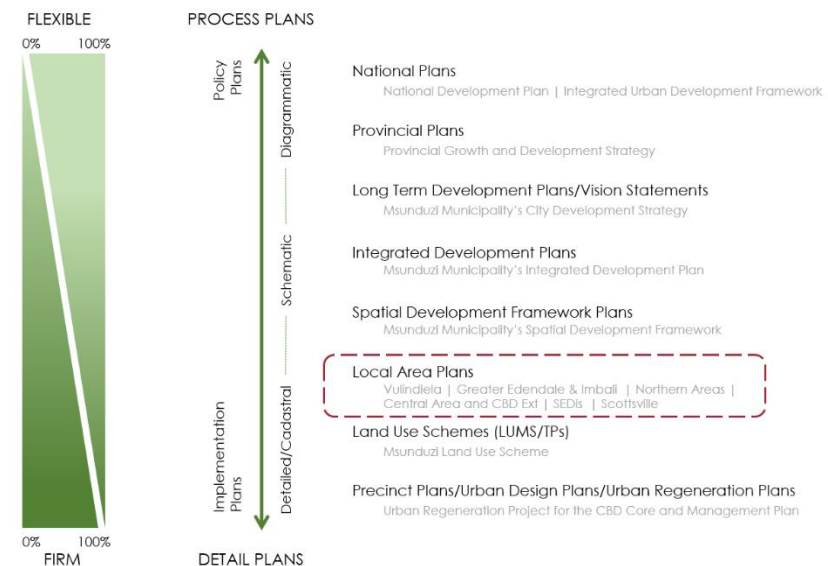 FLEXIBLE
0% 100%
0% 100%
FIRM
PROCESS PLANS
Policy
Plans
Implementation
Plans
Diagrammatic
Schematic
Detailed/Cadastral
DETAIL PLANS
National Plans
National Development Plan | Integrated Urban Development Framework
Provincial Plans
Provincial Growth and Development Strategy
Long Term Development Plans/Vision Statements
Msunduzi Municipality's City Development Strategy
Integrated Development Plans
Msunduzi Municipality's Integrated Development Plan
Spatial Development Framework Plans
Msunduzi Municipality's Spatial Development Framework
Local Area Plans
Vulindlela | Greater Edendale & Imbali | Northern Areas |
Central Area and CBD Ext | SEDis | Scottsville
Land Use Schemes (LUMS/TPs)
Msunduzi Land Use Scheme
Precinct Plans/Urban Design Plans/Urban Regeneration Plans
Urban Regeneration Project for the CBD Core and Management Plan